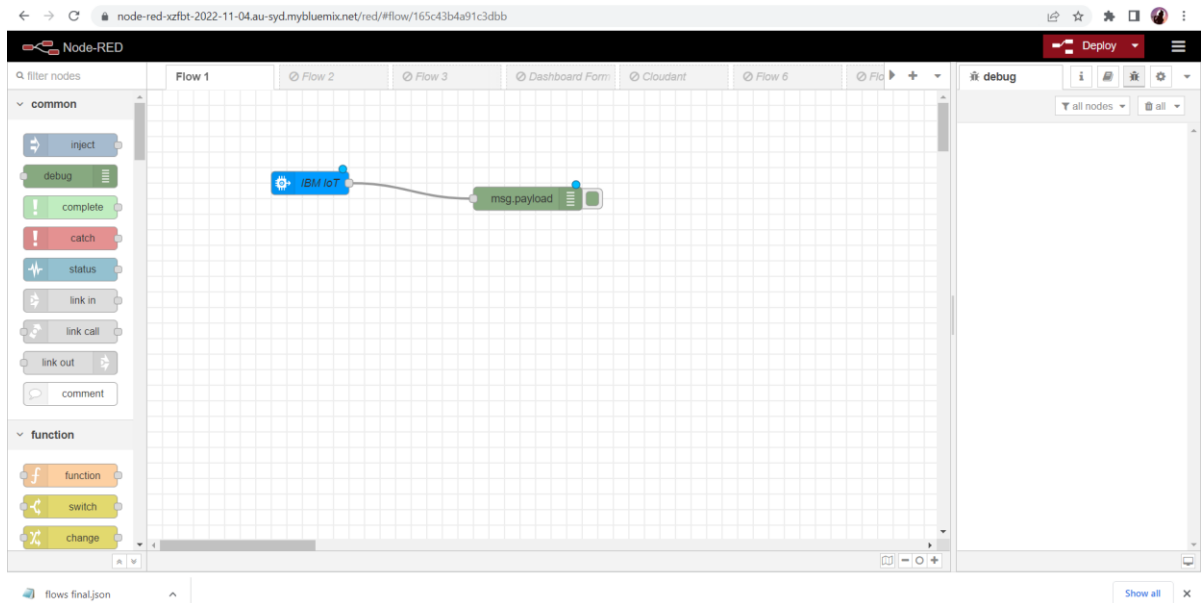 node-red-xzfbt-2022-11-04.au-syd.mybluemix.net/red/#flow/165c43b4a91c3dbb
Node-RED
Deploy
filter nodes
Flow 1
Flow 2
Flow 3
Dashboard Form
Cloudant
Flow 6
Flo
debug
i
all nodes
all
common
inject
debug
complete
catch
status
link in
link call
link out
comment
function
function
switch
change
IBM IoT
msg.payload
flows final.json
Show all